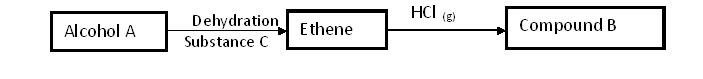 Alcohol A
Dehydration
Substance C
Ethene
HCl (g)
Compound B